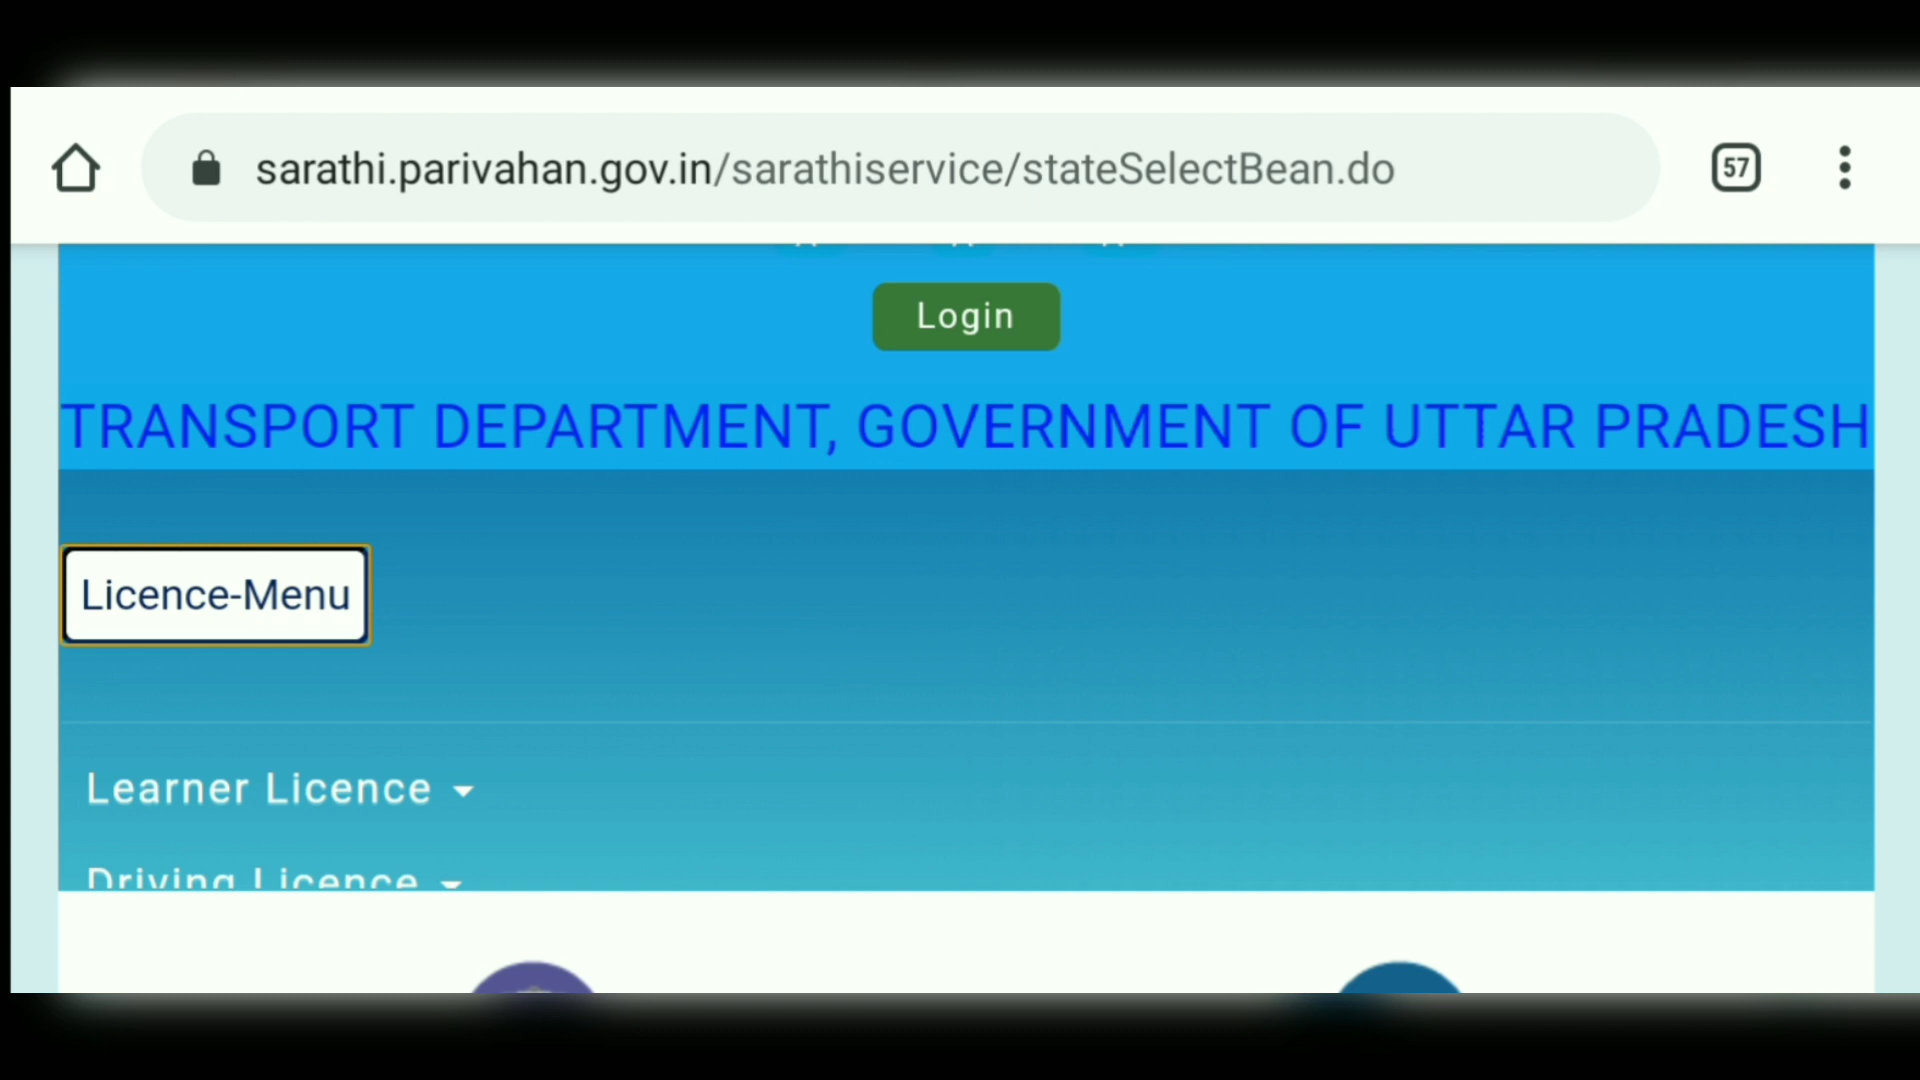 sarathi.parivahan.gov.in/sarathiservice/stateSelectBean.do
57
Login
TRANSPORT DEPARTMENT, GOVERNMENT OF UTTAR PRADESH
Licence-Menu
Learner Licence
Driving Licence